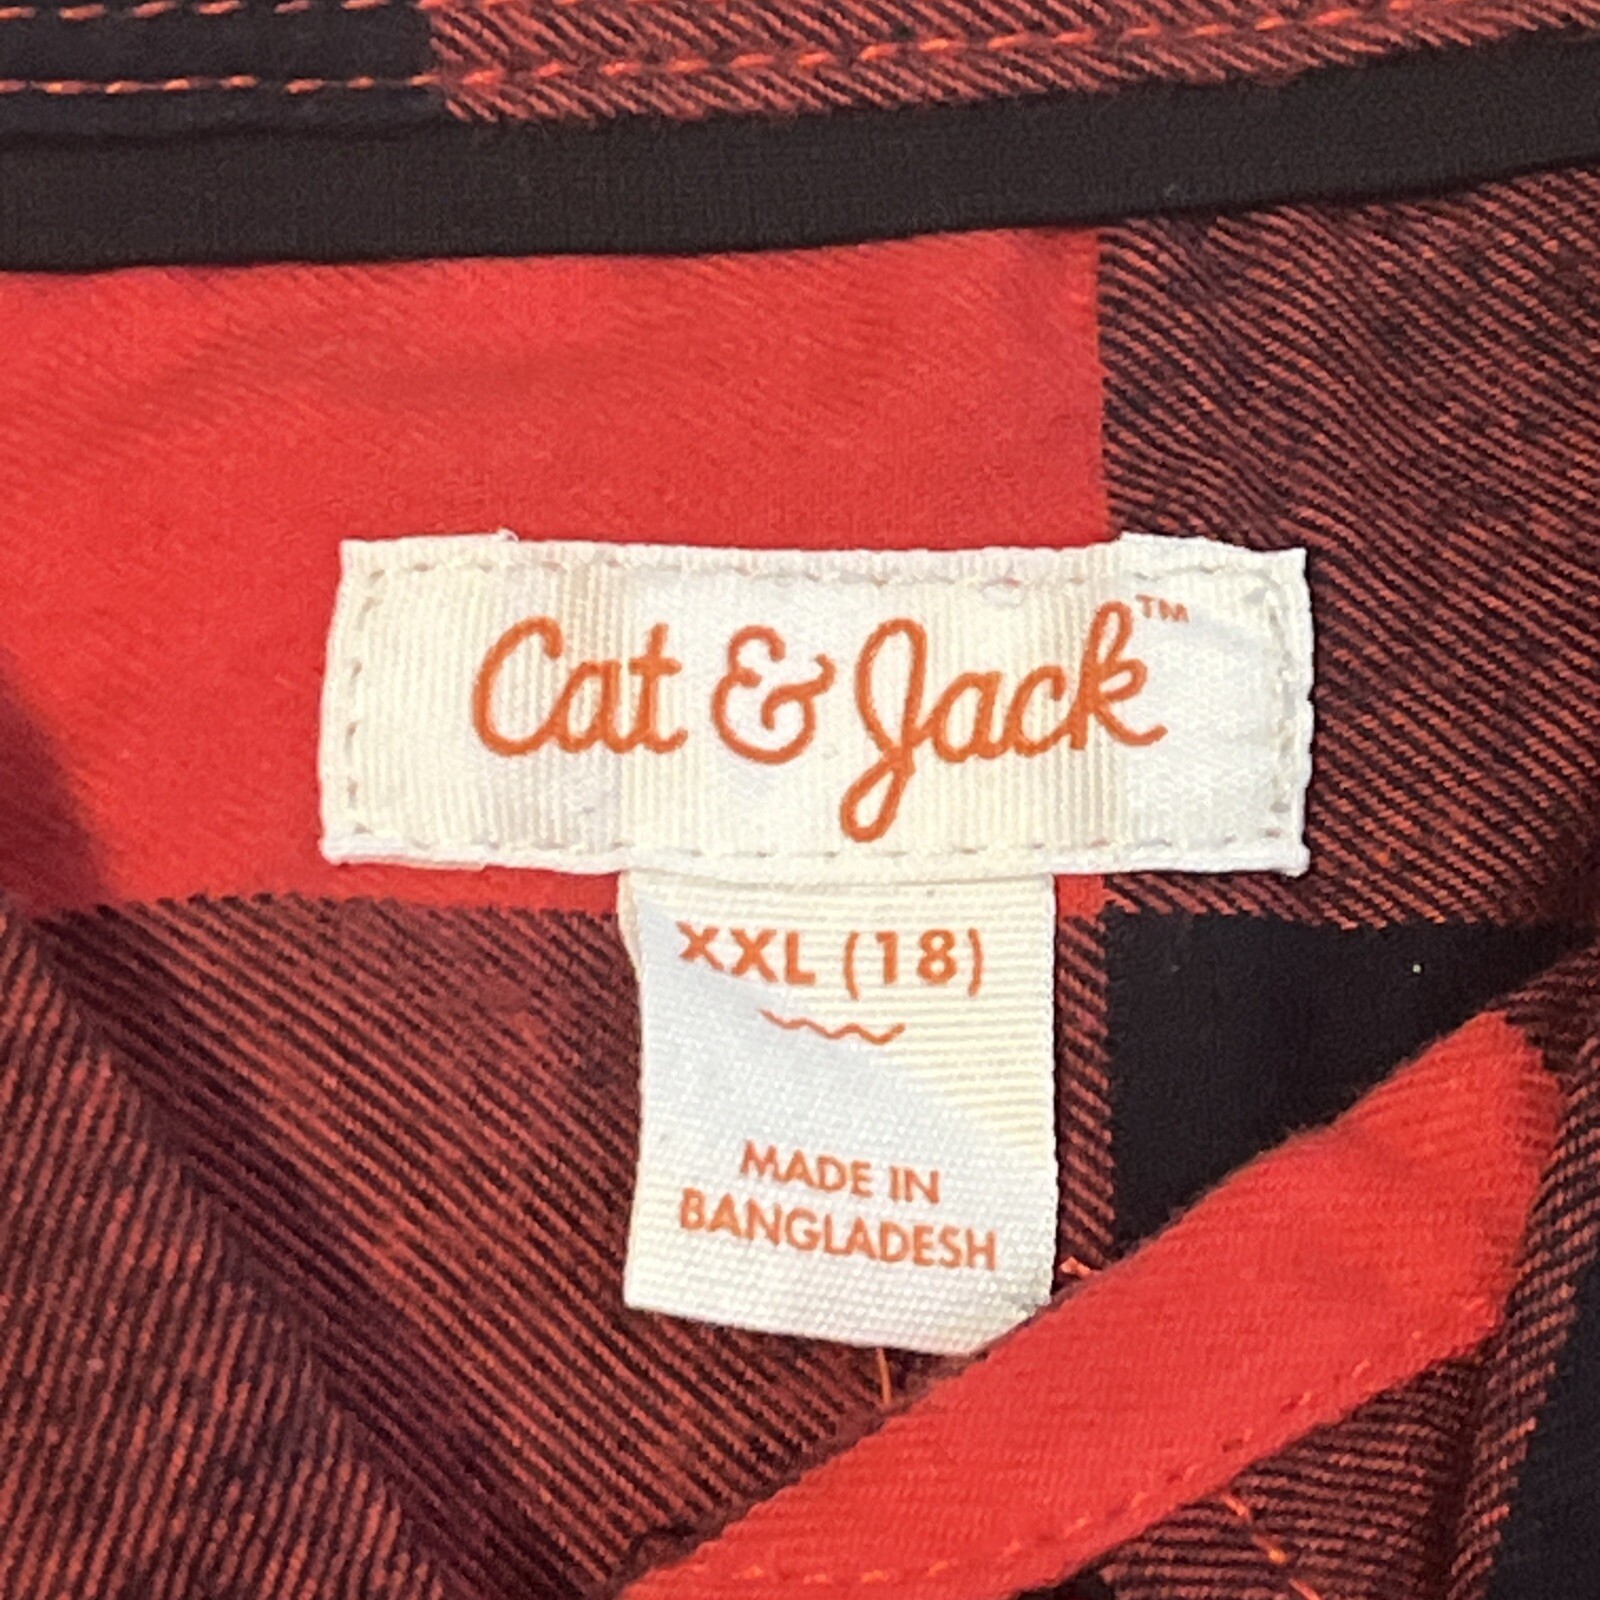 Cat & Jack™
XXL (18)
MADE IN
BANGLADESH